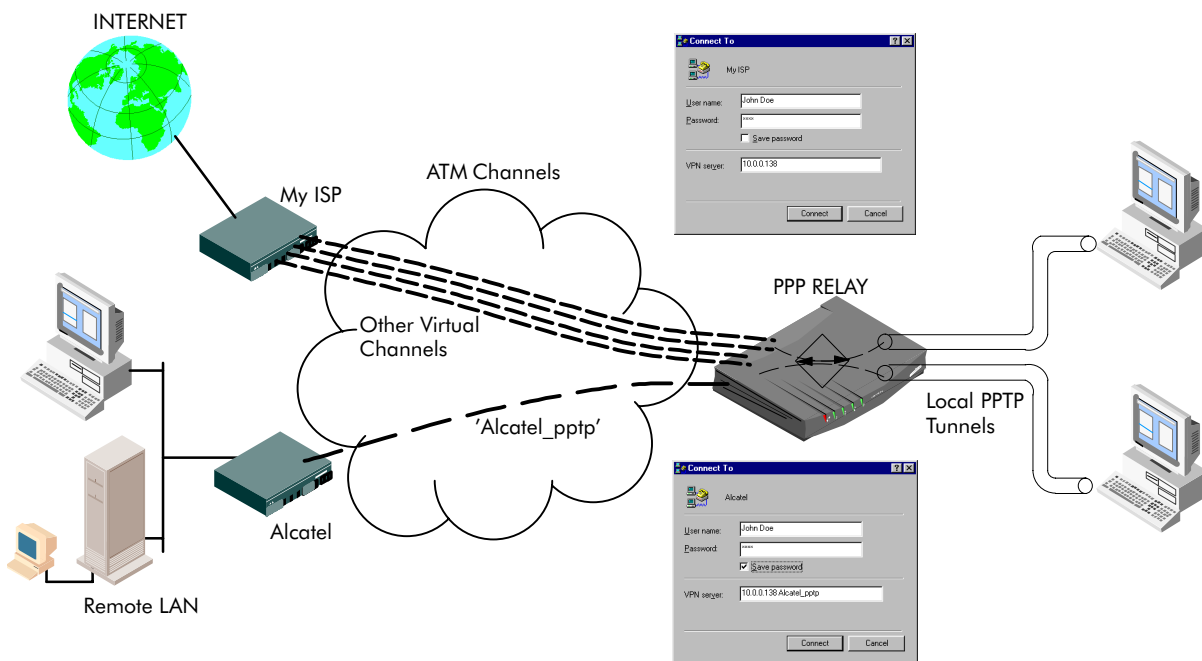 INTERNET
My ISP
ATM Channels
Other Virtual
Channels
'Alcatel_pptp'
Alcatel
Remote LAN
Connect To
My ISP
User name:
John Doe
Password:
****
Save password
VPN server:
10.0.0.138
Connect
Cancel
PPP RELAY
Local PPTP
Tunnels
Connect To
Alcatel
User name:
John Doe
Password:
****
Save password
VPN server:
10.0.0.138 Alcatel_pptp
Connect
Cancel